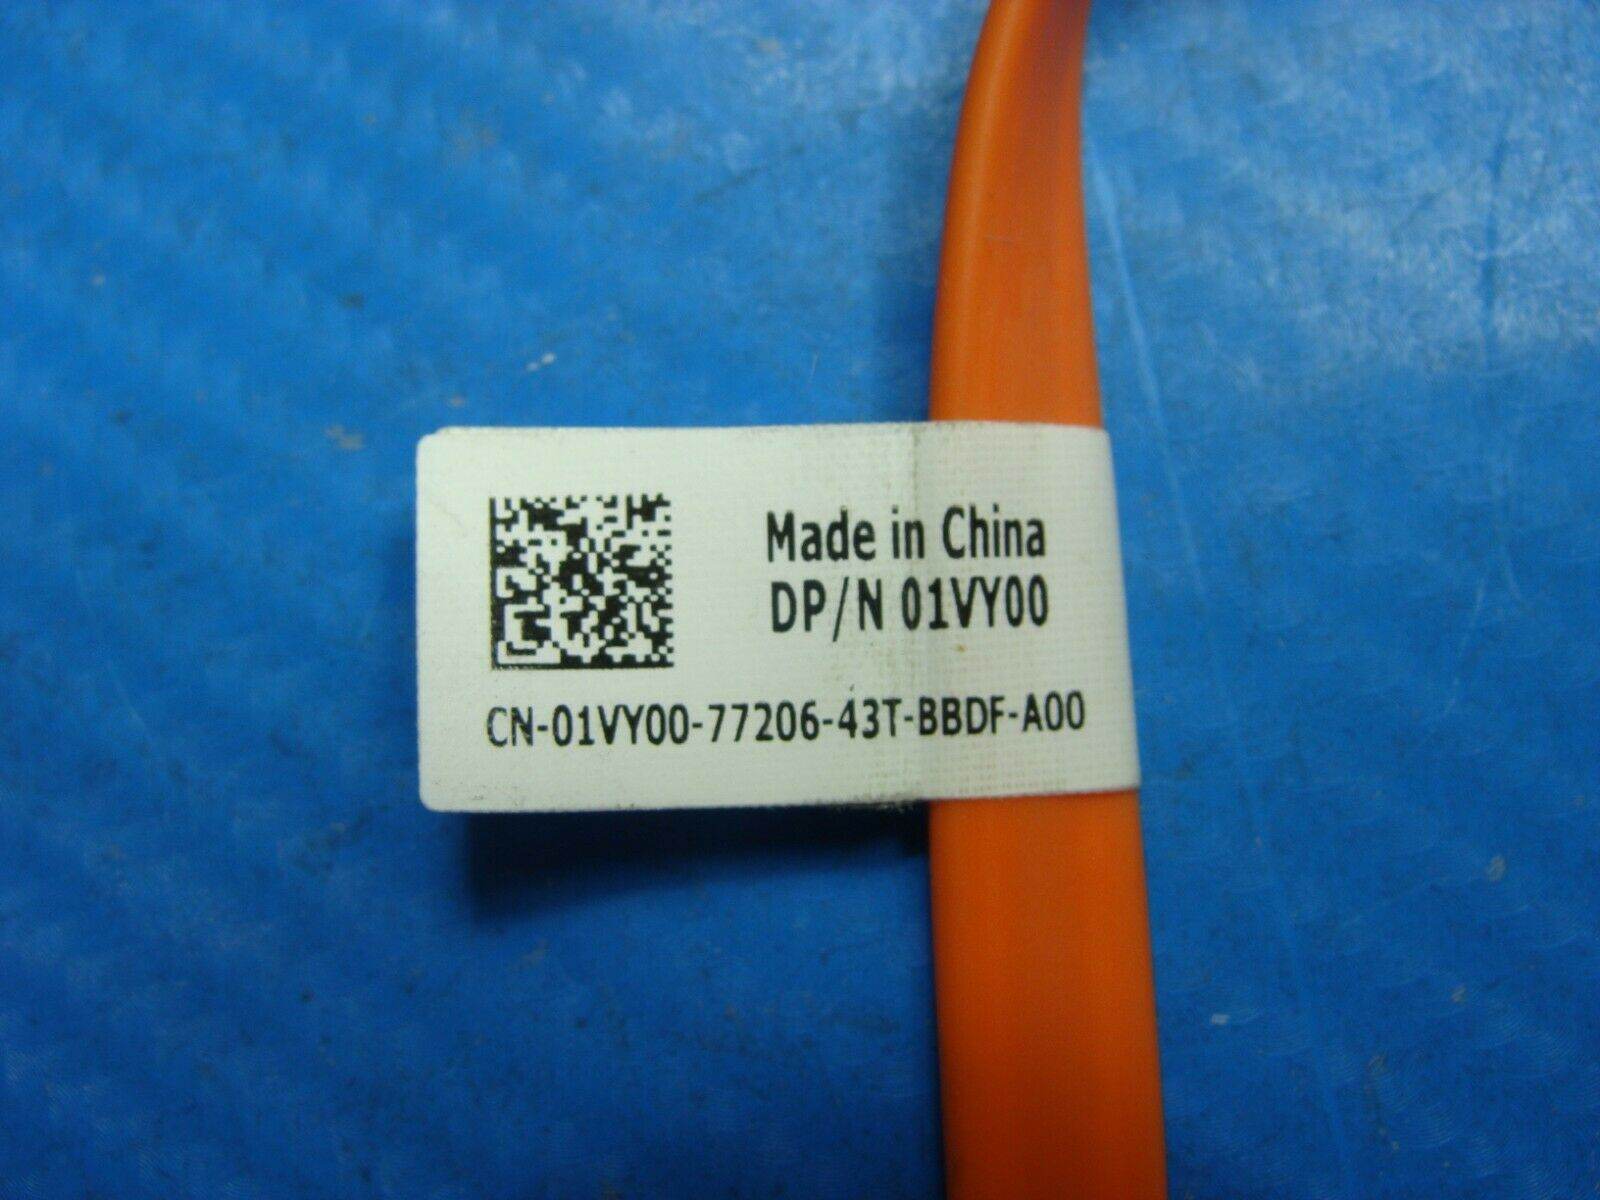 Made in China
DP/N 01VY00
CN-01VY00-77206-43T-BBDF-A00